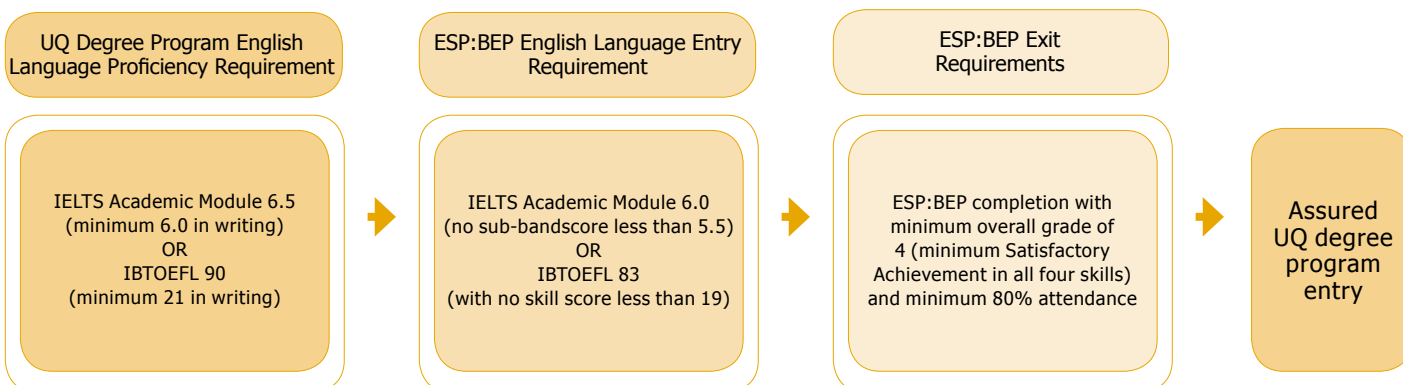 UQ Degree Program English
Language Proficiency Requirement
ESP:BEP English Language Entry
Requirement
ESP:BEP Exit
Requirements
IELTS Academic Module 6.5
(minimum 6.0 in writing)
OR
IBTOEFL 90
(minimum 21 in writing)
IELTS Academic Module 6.0
(no sub-bandscore less than 5.5)
OR
IBTOEFL 83
(with no skill score less than 19)
ESP:BEP completion with
minimum overall grade of
4 (minimum Satisfactory
Achievement in all four skills)
and minimum 80% attendance
Assured
UQ degree
program
entry